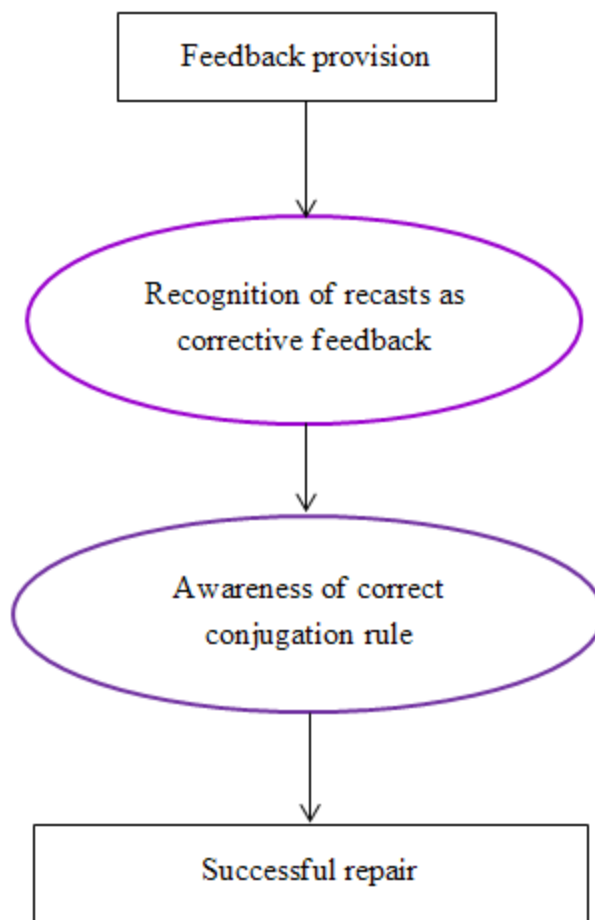 Feedback provision
Recognition of recasts as
corrective feedback
Awareness of correct
conjugation rule
Successful repair